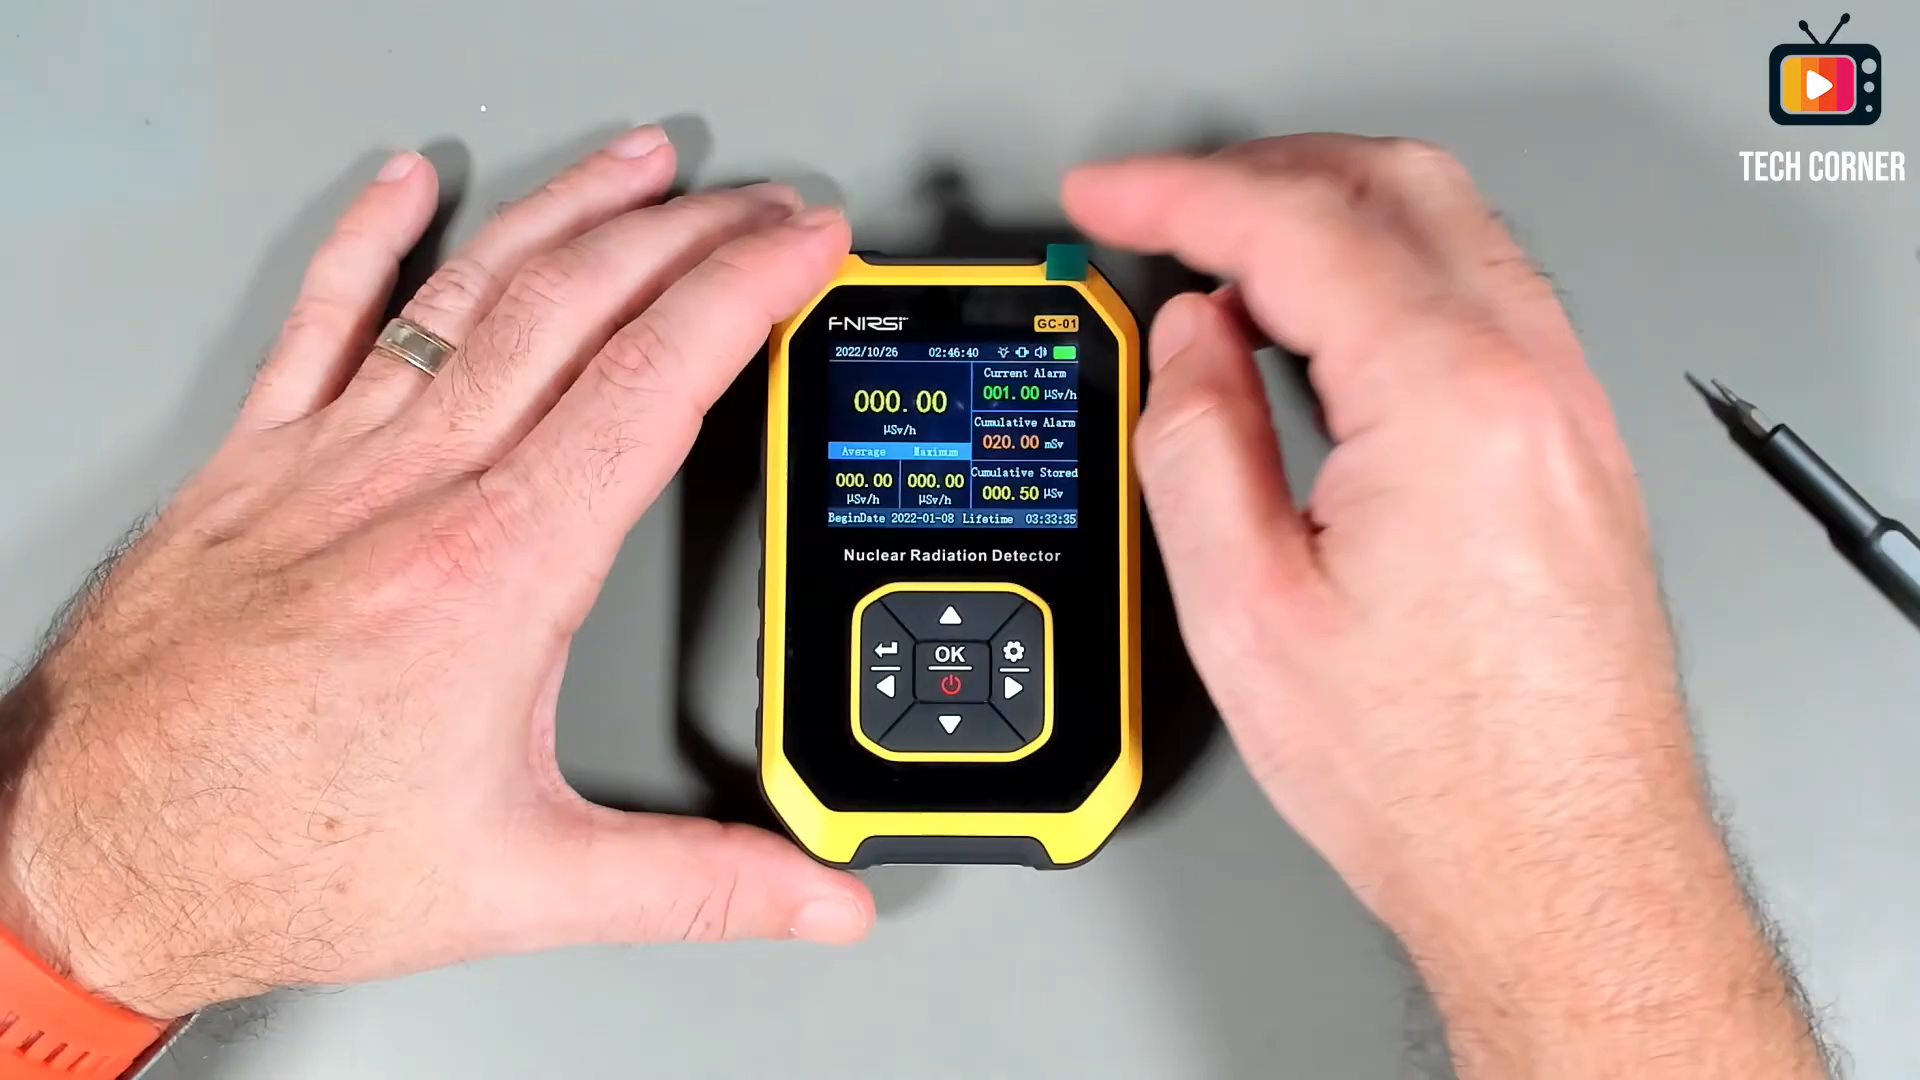 TECH CORNER
FNIRSI
GC-01
2022/10/26 02:46:40
000.00
μSv/h
Average Maximum
000.00 000.00
μSv/h μSv/h
Current Alarm
001.00 μSv/h
Cumulative Alarm
020.00 mSv
Cumulative Stored
000.50 μSv
BeginDate 2022-01-08 Lifetime 03:33:35
Nuclear Radiation Detector
OK